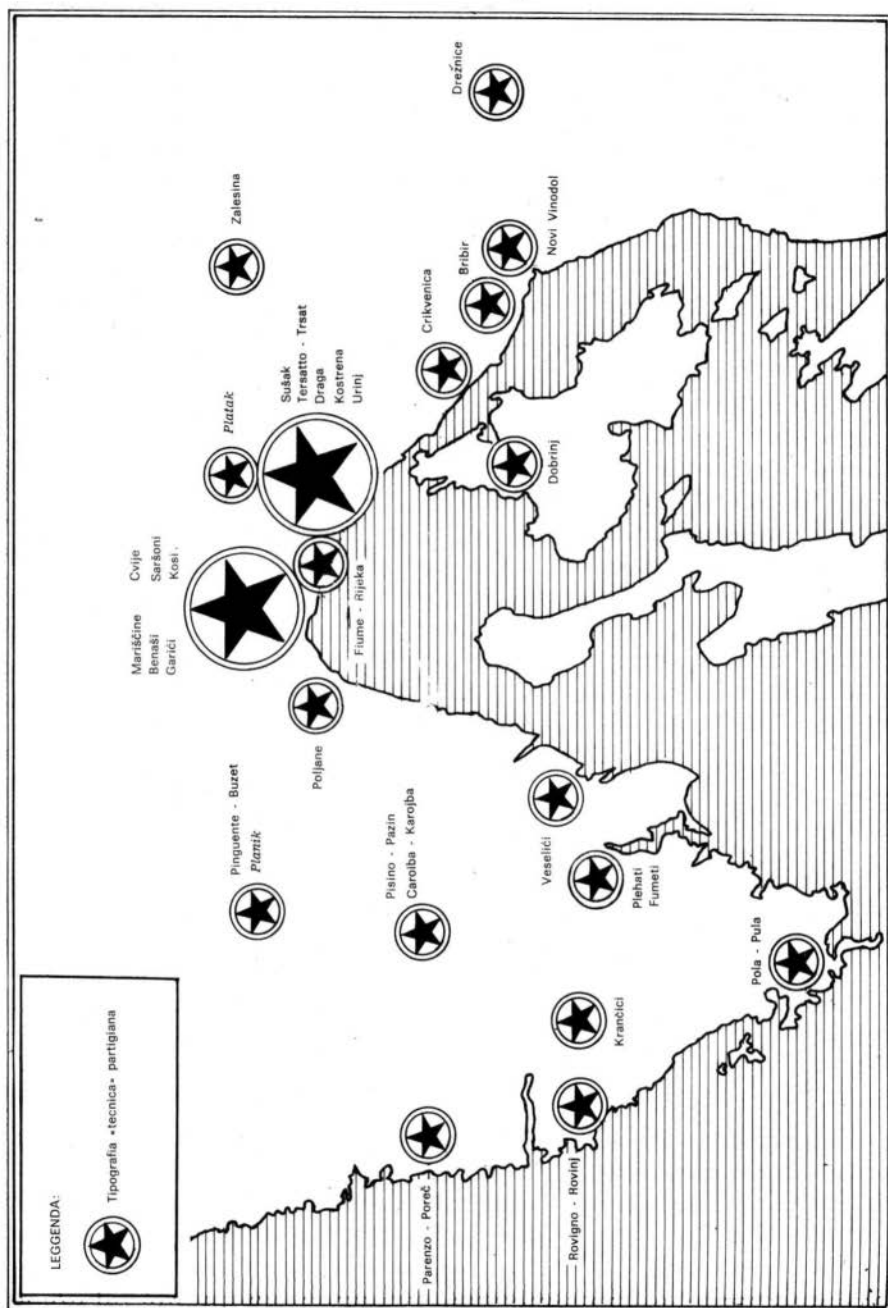 LEGGENDA:
Tipografia «tecnica» partigiana
Mariščine
Benaši
Garići
Cvije
Saršoni
Kosi.
Platak
Zalesina
Pinguente - Buzet
Planik
Poljane
Sušak
Tersatto - Trsat
Draga
Kostrena
Urinj
Fiume - Rijeka
Drežnice
Pisino - Pazin
Caroiba - Karojba
Crikvenica
Bribir
Novi Vinodol
Parenzo - Poreč
Dobrinj
Veselići
Rovigno - Rovinj
Krančići
Plehati
Fumeti
Pola - Pula